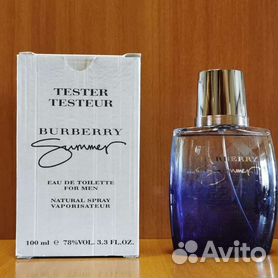 TESTER
TESTEUR
BURBERRY
Summer
EAU DE TOILETTE
FOR MEN
NATURAL SPRAY
VAPORISATEUR
100 ml ℮ 78%VOL. 3.3 FL.OZ.
BURBERRY
Summer
Avito